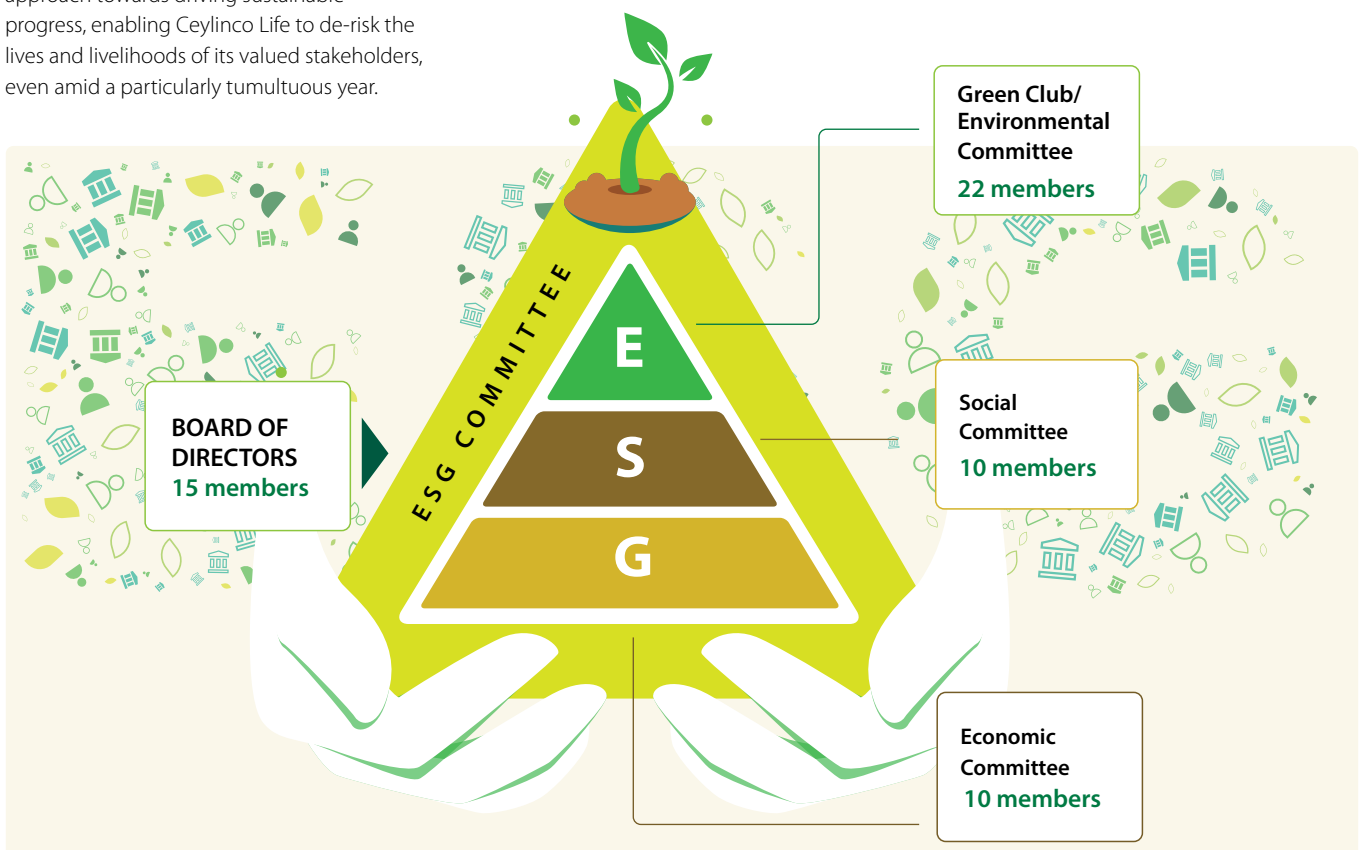 progress, enabling Ceylinco Life to de-risk the
lives and livelihoods of its valued stakeholders,
even amid a particularly tumultuous year.
Green Club/
Environmental
Committee
22 members
ESG COMMITTEE
E
S
G
BOARD OF
DIRECTORS
15 members
Social
Committee
10 members
Economic
Committee
10 members